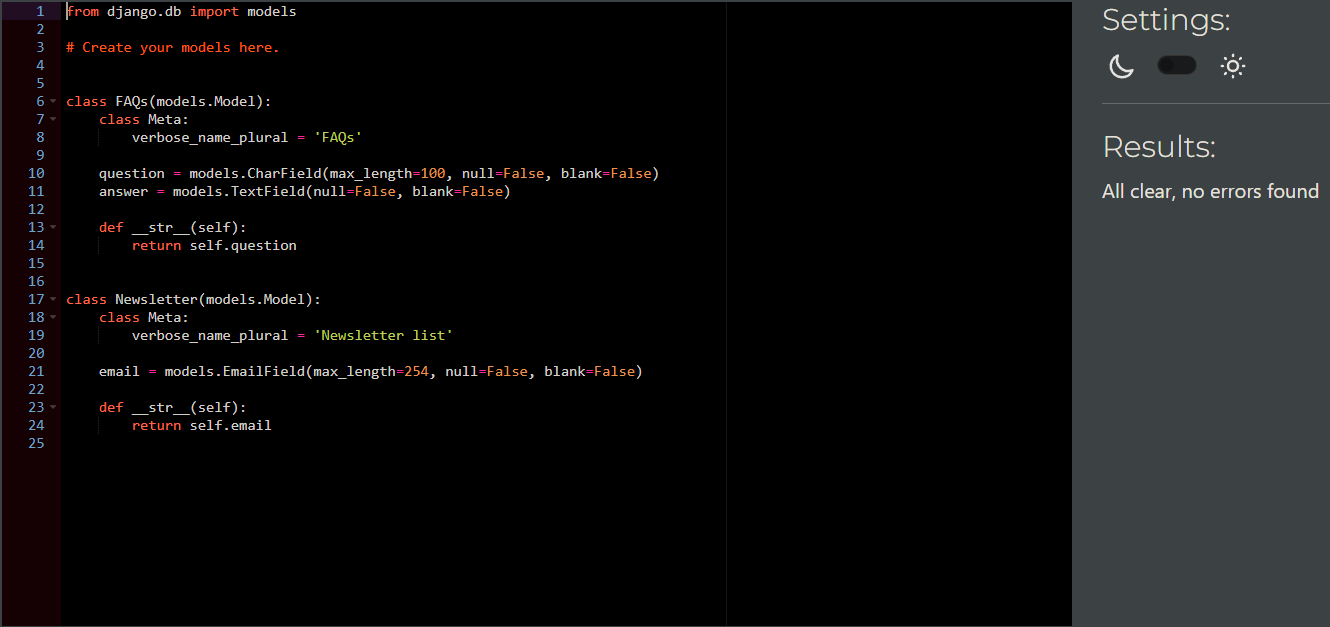 1 from django.db import models
2
3 # Create your models here.
4
5
6 class FAQs(models.Model):
7     class Meta:
8         verbose_name_plural = 'FAQs'
9
10     question = models.CharField(max_length=100, null=False, blank=False)
11     answer = models.TextField(null=False, blank=False)
12
13     def __str__(self):
14         return self.question
15
16
17 class Newsletter(models.Model):
18     class Meta:
19         verbose_name_plural = 'Newsletter list'
20
21     email = models.EmailField(max_length=254, null=False, blank=False)
22
23     def __str__(self):
24         return self.email
25
Settings:
Results:
All clear, no errors found